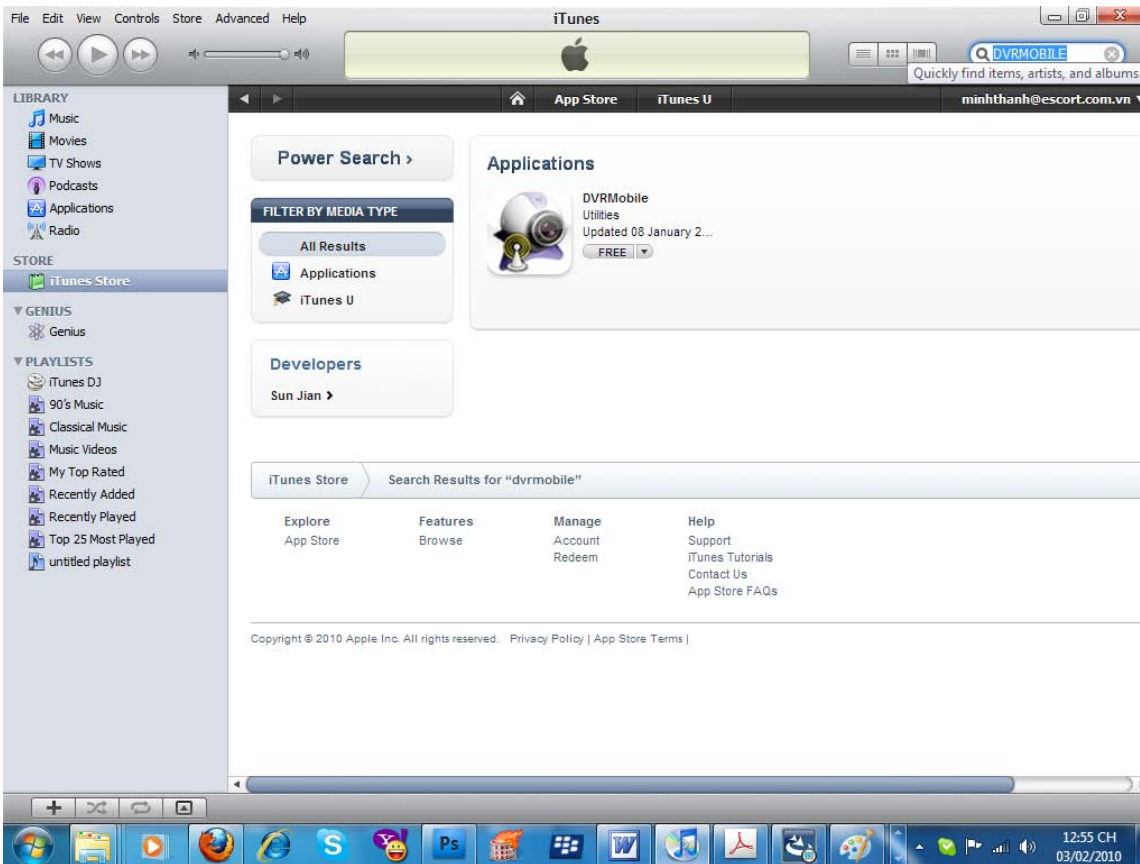 File Edit View Controls Store Advanced Help
iTunes
DVRMOBILE
Quickly find items, artists, and albums.
LIBRARY
Music
Movies
TV Shows
Podcasts
Applications
Radio
STORE
iTunes Store
GENIUS
Genius
PLAYLISTS
iTunes DJ
90's Music
Classical Music
Music Videos
My Top Rated
Recently Added
Recently Played
Top 25 Most Played
untitled playlist
App Store iTunes U minhthanh@escort.com.vn
Power Search ›
FILTER BY MEDIA TYPE
All Results
Applications
iTunes U
Developers
Sun Jian
Applications
DVRMobile
Utilities
Updated 08 January 2...
FREE
iTunes Store Search Results for “dvrmobile”
Explore Features Manage Help
App Store Browse Account Support
Redeem iTunes Tutorials
Contact Us
App Store FAQs
Copyright © 2010 Apple Inc. All rights reserved. Privacy Policy | App Store Terms |
S
Ps
W
12:55 CH
03/02/2010